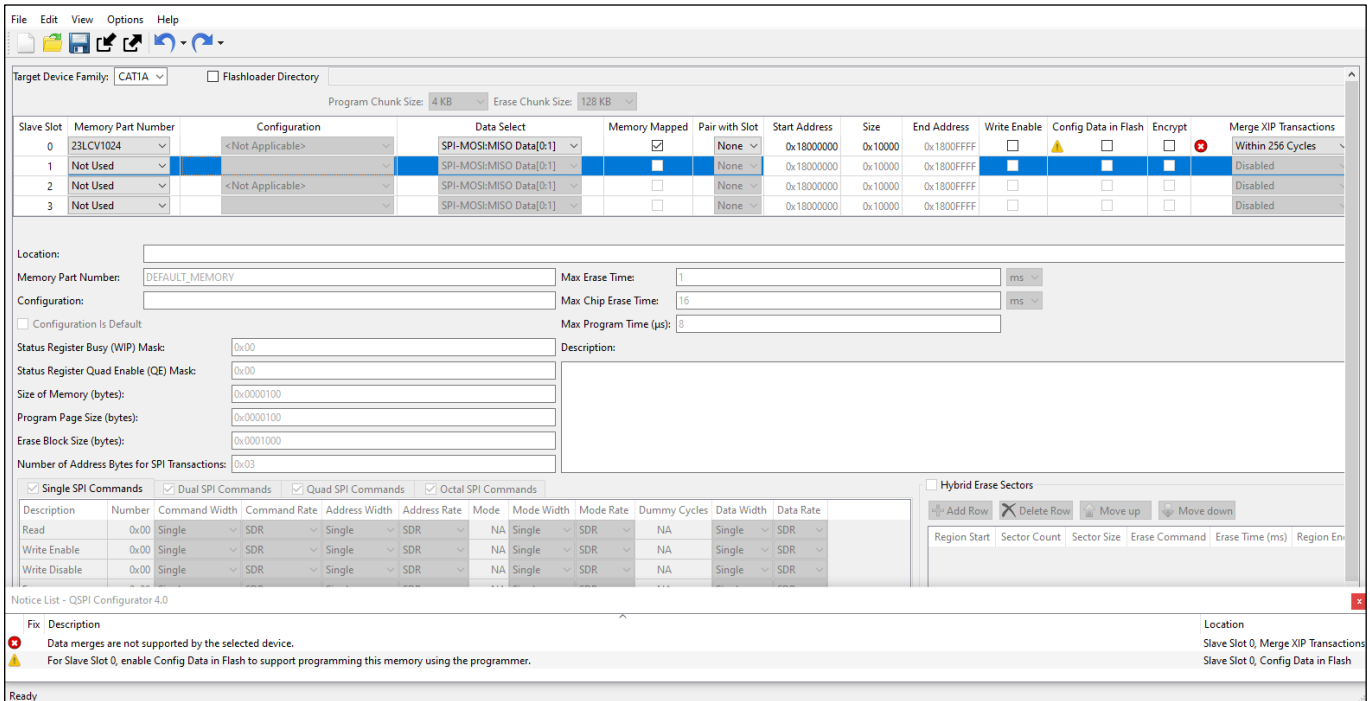 File Edit View Options Help
Target Device Family: CAT1A Flashloader Directory
Program Chunk Size: 4 KB Erase Chunk Size: 128 KB
Slave Slot Memory Part Number Configuration Data Select Memory Mapped Pair with Slot Start Address Size End Address Write Enable Config Data in Flash Encrypt Merge XIP Transactions
0 23LCV1024 <Not Applicable> SPI-MOSI:MISO Data[0:1] None 0x18000000 0x10000 0x1800FFFF Within 256 Cycles
1 Not Used SPI-MOSI:MISO Data[0:1] None 0x18000000 0x10000 0x1800FFFF Disabled
2 Not Used <Not Applicable> SPI-MOSI:MISO Data[0:1] None 0x18000000 0x10000 0x1800FFFF Disabled
3 Not Used SPI-MOSI:MISO Data[0:1] None 0x18000000 0x10000 0x1800FFFF Disabled
Location:
Memory Part Number: DEFAULT_MEMORY Max Erase Time: 1 ms
Configuration: Max Chip Erase Time: 16 ms
Configuration Is Default Max Program Time (µs): 8
Status Register Busy (WIP) Mask: 0x00 Description:
Status Register Quad Enable (QE) Mask: 0x00
Size of Memory (bytes): 0x0000100
Program Page Size (bytes): 0x0000100
Erase Block Size (bytes): 0x0001000
Number of Address Bytes for SPI Transactions: 0x03
Single SPI Commands Dual SPI Commands Quad SPI Commands Octal SPI Commands Hybrid Erase Sectors
Description Number Command Width Command Rate Address Width Address Rate Mode Mode Width Mode Rate Dummy Cycles Data Width Data Rate Add Row Delete Row Move up Move down
Read 0x00 Single SDR Single SDR NA Single SDR NA Single SDR Region Start Sector Count Sector Size Erase Command Erase Time (ms) Region En
Write Enable 0x00 Single SDR Single SDR NA Single SDR NA Single SDR
Write Disable 0x00 Single SDR Single SDR NA Single SDR NA Single SDR
Notice List - QSPI Configurator 4.0
Fix Description Location
Data merges are not supported by the selected device. Slave Slot 0, Merge XIP Transactions
For Slave Slot 0, enable Config Data in Flash to support programming this memory using the programmer. Slave Slot 0, Config Data in Flash
Ready